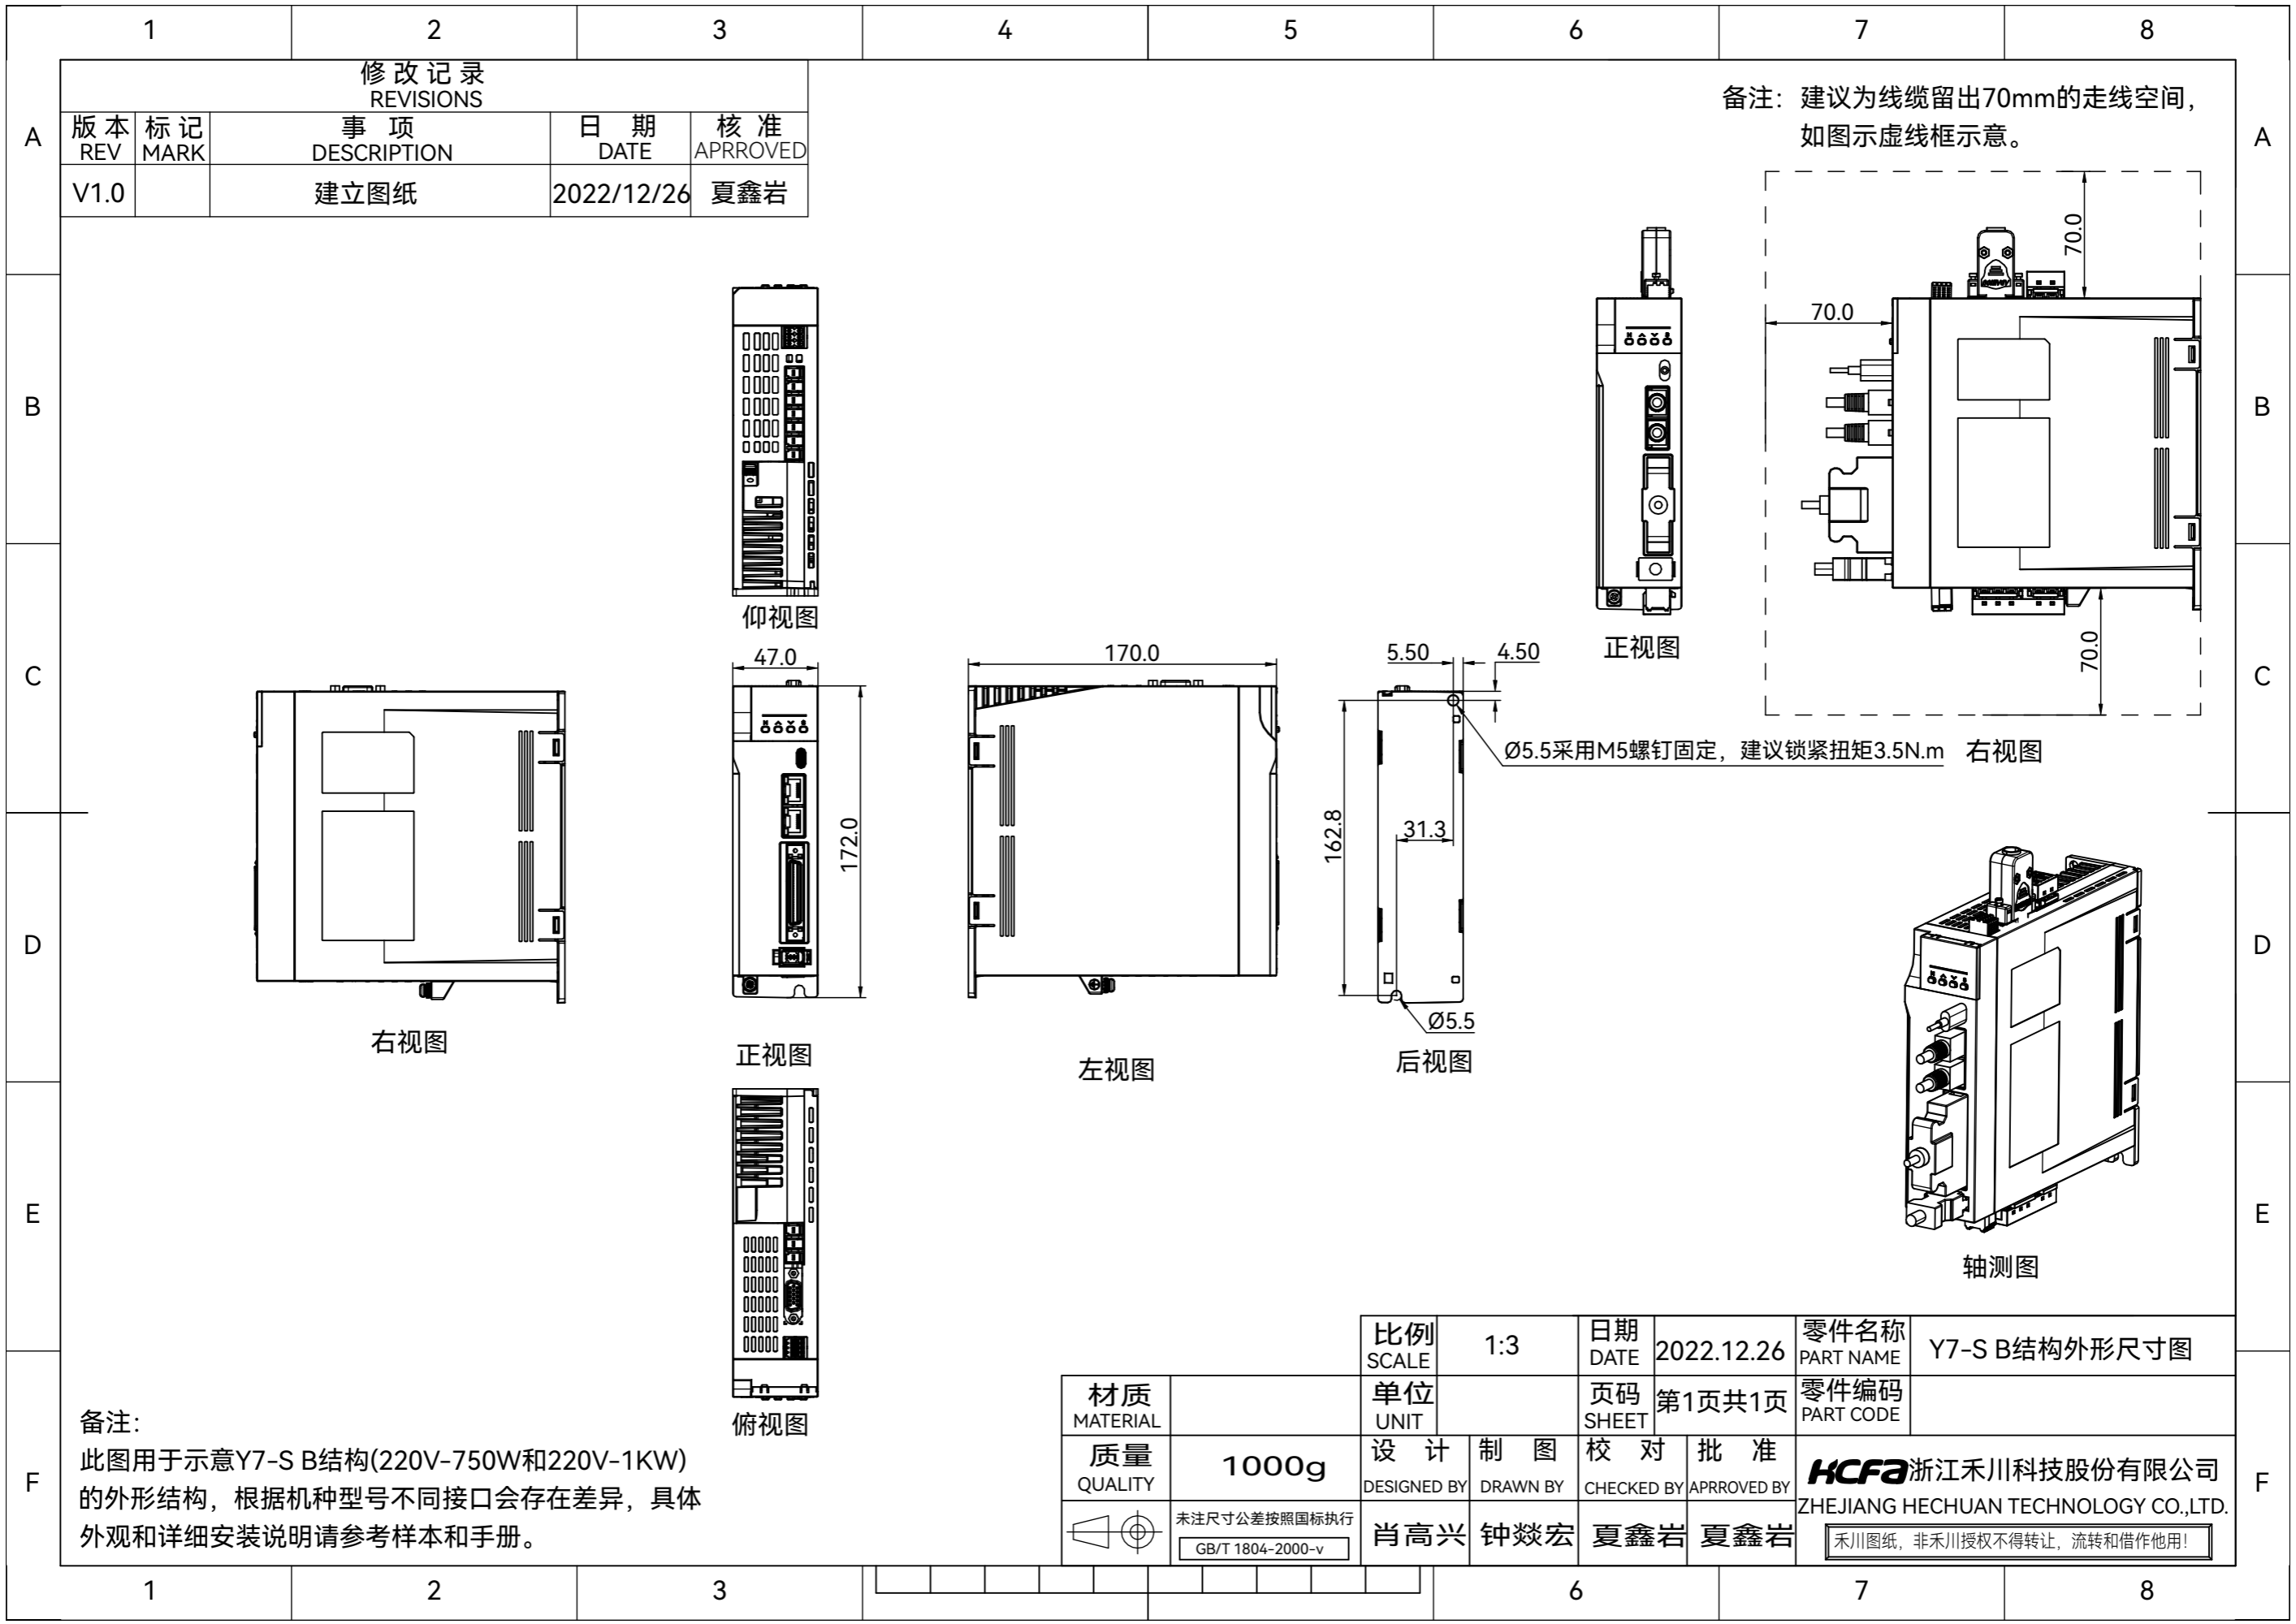 1 2 3 4 5 6 7 8
A
B
C
D
E
F
A
B
C
D
E
F
修 改 记 录
REVISIONS
版 本 标 记 事 项 日 期 核 准
REV MARK DESCRIPTION DATE APRROVED
V1.0 建立图纸 2022/12/26 夏鑫岩
备注：建议为线缆留出70mm的走线空间，
如图示虚线框示意。
70.0
70.0
70.0
仰视图
正视图
右视图
47.0
172.0
170.0
5.50
4.50
162.8
31.3
Ø5.5采用M5螺钉固定，建议锁紧扭矩3.5N.m
Ø5.5
右视图
正视图
左视图
后视图
俯视图
轴测图
备注：
此图用于示意Y7-S B结构(220V-750W和220V-1KW)
的外形结构，根据机种型号不同接口会存在差异，具体
外观和详细安装说明请参考样本和手册。
比例 1:3 日期 2022.12.26 零件名称 Y7-S B结构外形尺寸图
SCALE DATE PART NAME
材质 单位 页码 第1页共1页 零件编码
MATERIAL UNIT SHEET PART CODE
质量 1000g 设 计 制 图 校 对 批 准
QUALITY DESIGNED BY DRAWN BY CHECKED BY APRROVED BY
未注尺寸公差按照国标执行
GB/T 1804-2000-v
肖高兴 钟燚宏 夏鑫岩 夏鑫岩
HCFA 浙江禾川科技股份有限公司
ZHEJIANG HECHUAN TECHNOLOGY CO.,LTD.
禾川图纸，非禾川授权不得转让，流转和借作他用！
1 2 3 6 7 8